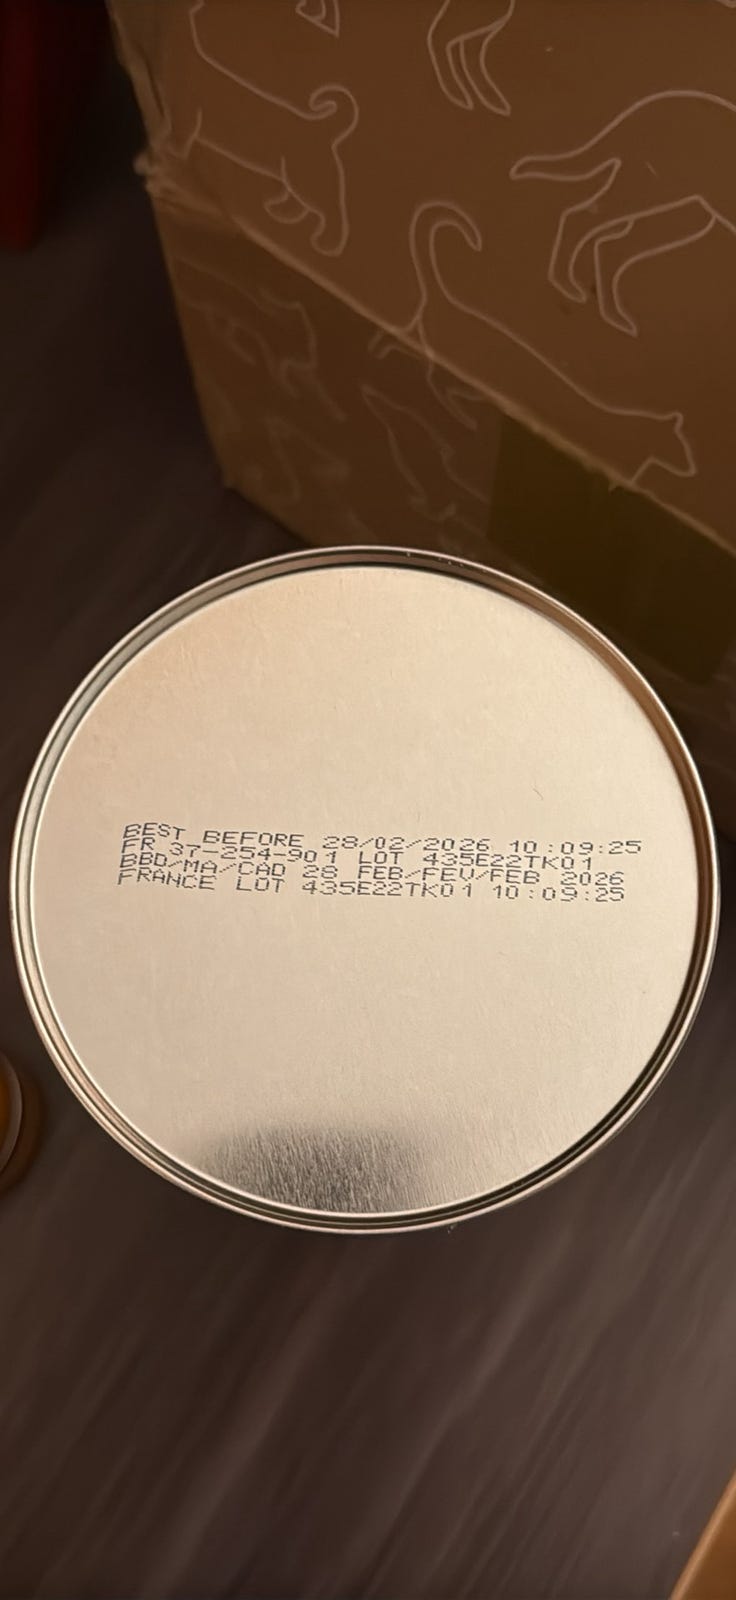 BEST BEFORE 28/02/2026 10:09:25
FR 37-254-901 LOT 435E22TK01
BBD/MA/CAD 28 FEB/FEV/FEB 2026
FRANCE LOT 435E22TK01 10:09:25